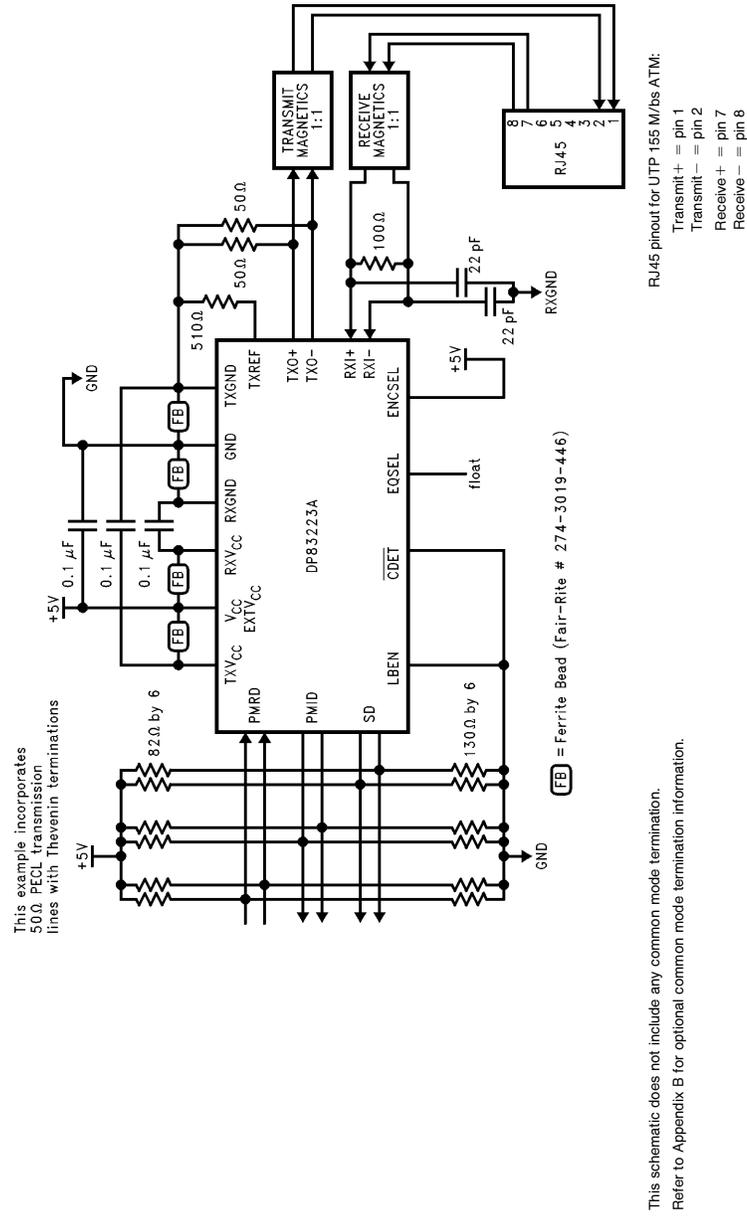 This example incorporates
50Ω PECL transmission
lines with Thevenin terminations
+5V
82Ω by 6
+5V
0.1 μF
0.1 μF
0.1 μF
GND
FB
FB
FB
FB
510Ω
50Ω
50Ω
TXVCC
VCC
EXTVCC
RXVCC
RXGND
GND
TXGND
TXREF
PMRD
PMID
SD
DP83223A
TXO+
TXO-
RXI+
RXI-
LBEN
CDET
EQSEL
ENCSEL
TRANSMIT
MAGNETICS
1:1
RECEIVE
MAGNETICS
1:1
100Ω
22 pF
22 pF
RXGND
130Ω by 6
GND
float
+5V
RJ45
8
7
6
5
4
3
2
1
FB = Ferrite Bead (Fair-Rite # 274-3019-446)
RJ45 pinout for UTP 155 M/bs ATM:
Transmit+ = pin 1
Transmit− = pin 2
Receive+ = pin 7
Receive− = pin 8
This schematic does not include any common mode termination.
Refer to Appendix B for optional common mode termination information.